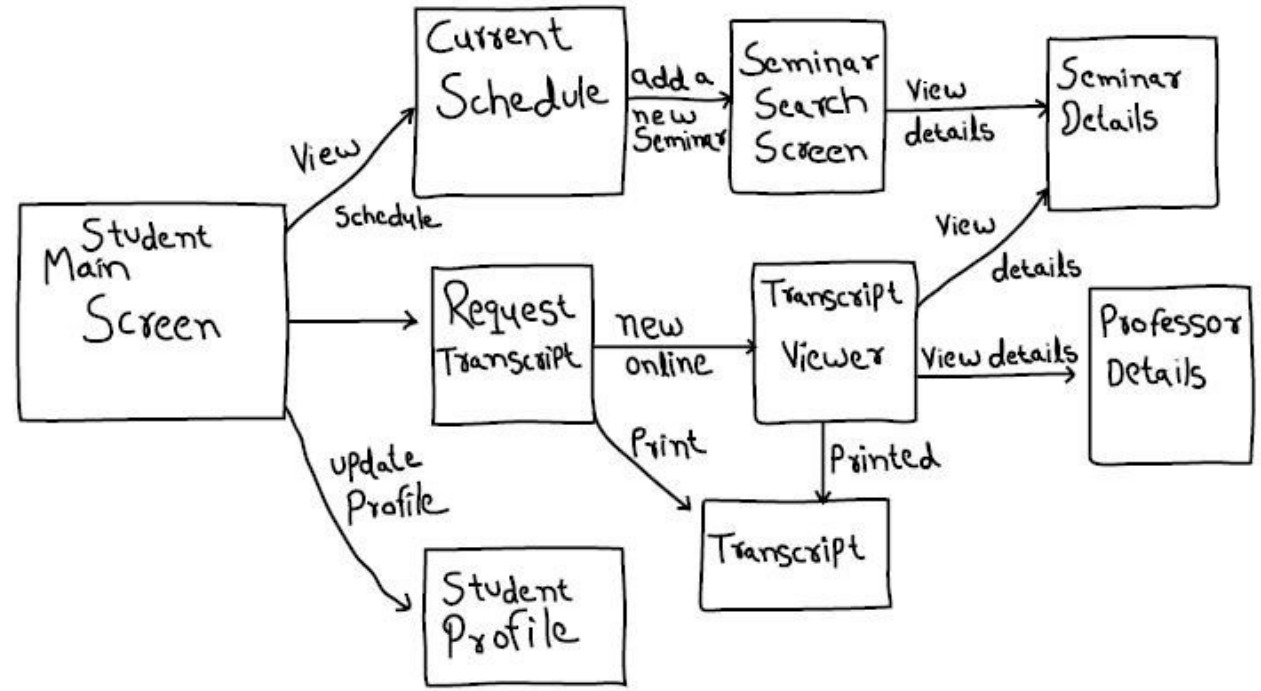 Current
Schedule
add a
new
Seminar
Seminar
Search
Screen
View
details
Seminar
Details
View
Schedule
Student
Main
Screen
Request
Transcript
new
online
Transcript
Viewer
View
details
View details
Professor
Details
Print
Printed
Transcript
update
Profile
Student
Profile